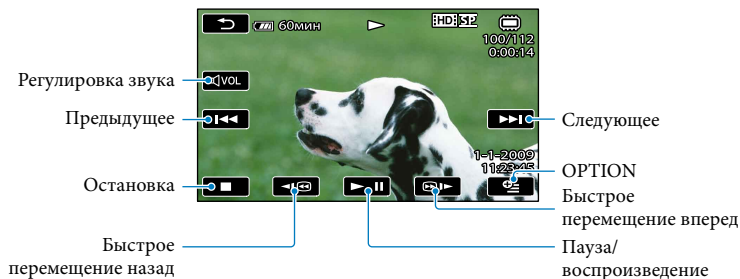 60мин
HD SP
100/112
0:00:14
VOL
Регулировка звука
Предыдущее
Следующее
1-1-2009
11:23:45
Остановка
OPTION
Быстрое
перемещение вперед
Быстрое
перемещение назад
Пауза/
воспроизведение